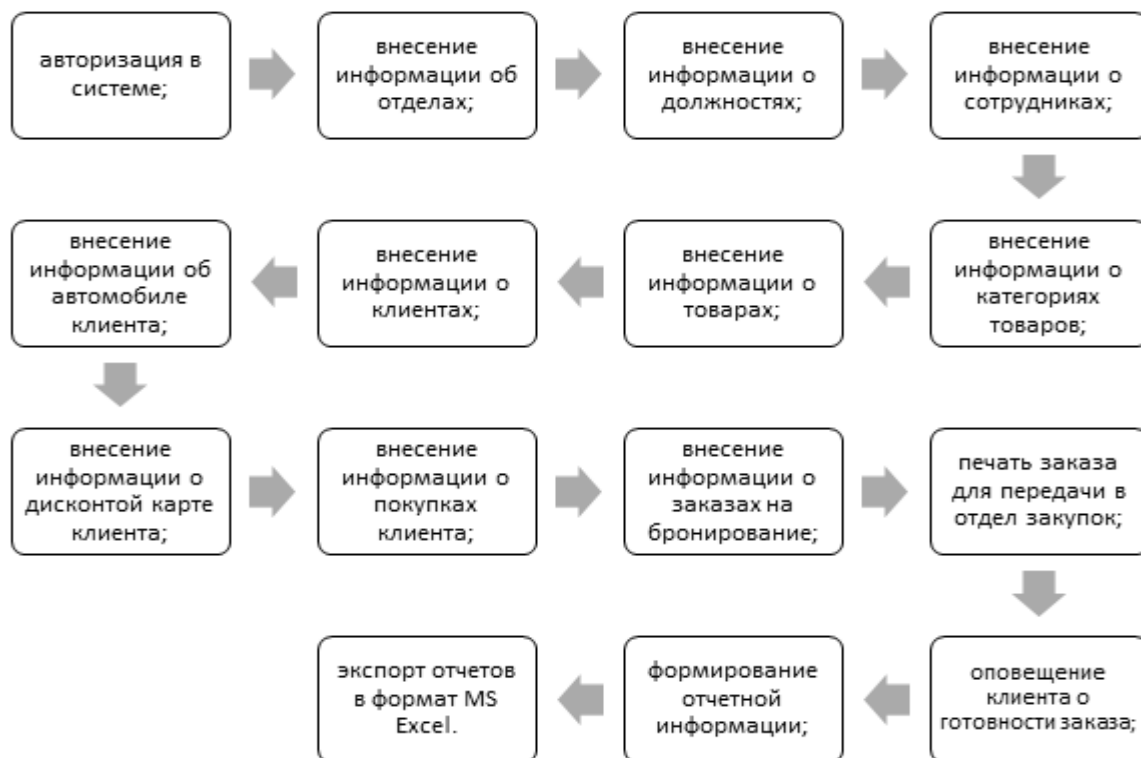 авторизация в
системе;
внесение
информации об
отделах;
внесение
информации о
должностях;
внесение
информации о
сотрудниках;
внесение
информации о
категориях
товаров;
внесение
информации о
товарах;
внесение
информации о
клиентах;
внесение
информации об
автомобиле
клиента;
внесение
информации о
дисконтой карте
клиента;
внесение
информации о
покупках
клиента;
внесение
информации о
заказах на
бронирование;
печать заказа
для передачи в
отдел закупок;
оповещение
клиента о
готовности заказа;
формирование
отчетной
информации;
экспорт отчетов
в формат MS
Excel.